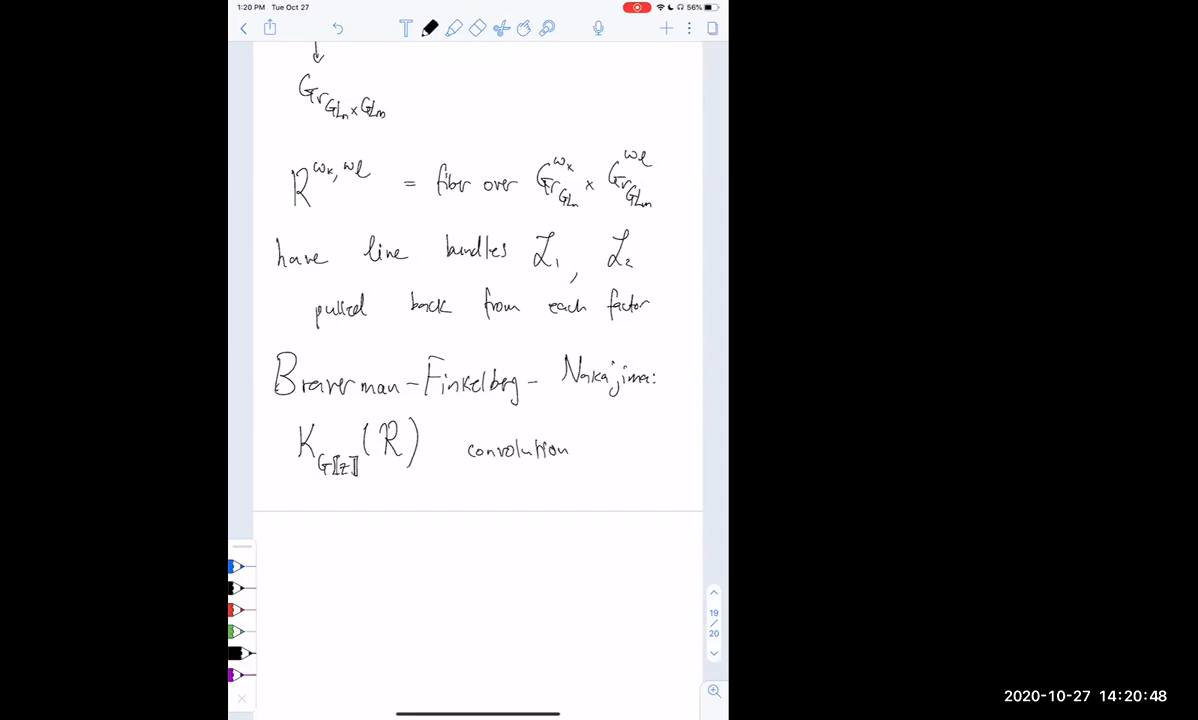 1:20 PM Tue Oct 27
56%
↓
Gr_{GL_n × GL_m}
R^{ω_k, ω_l} = fiber over Gr_{GL_n}^{ω_k} × Gr_{GL_m}^{ω_l}
have line bundles L_1, L_2
pulled back from each factor
Braverman - Finkelberg - Nakajima:
K_{G[[z]]}(R) convolution
19
/
20
2020-10-27 14:20:48